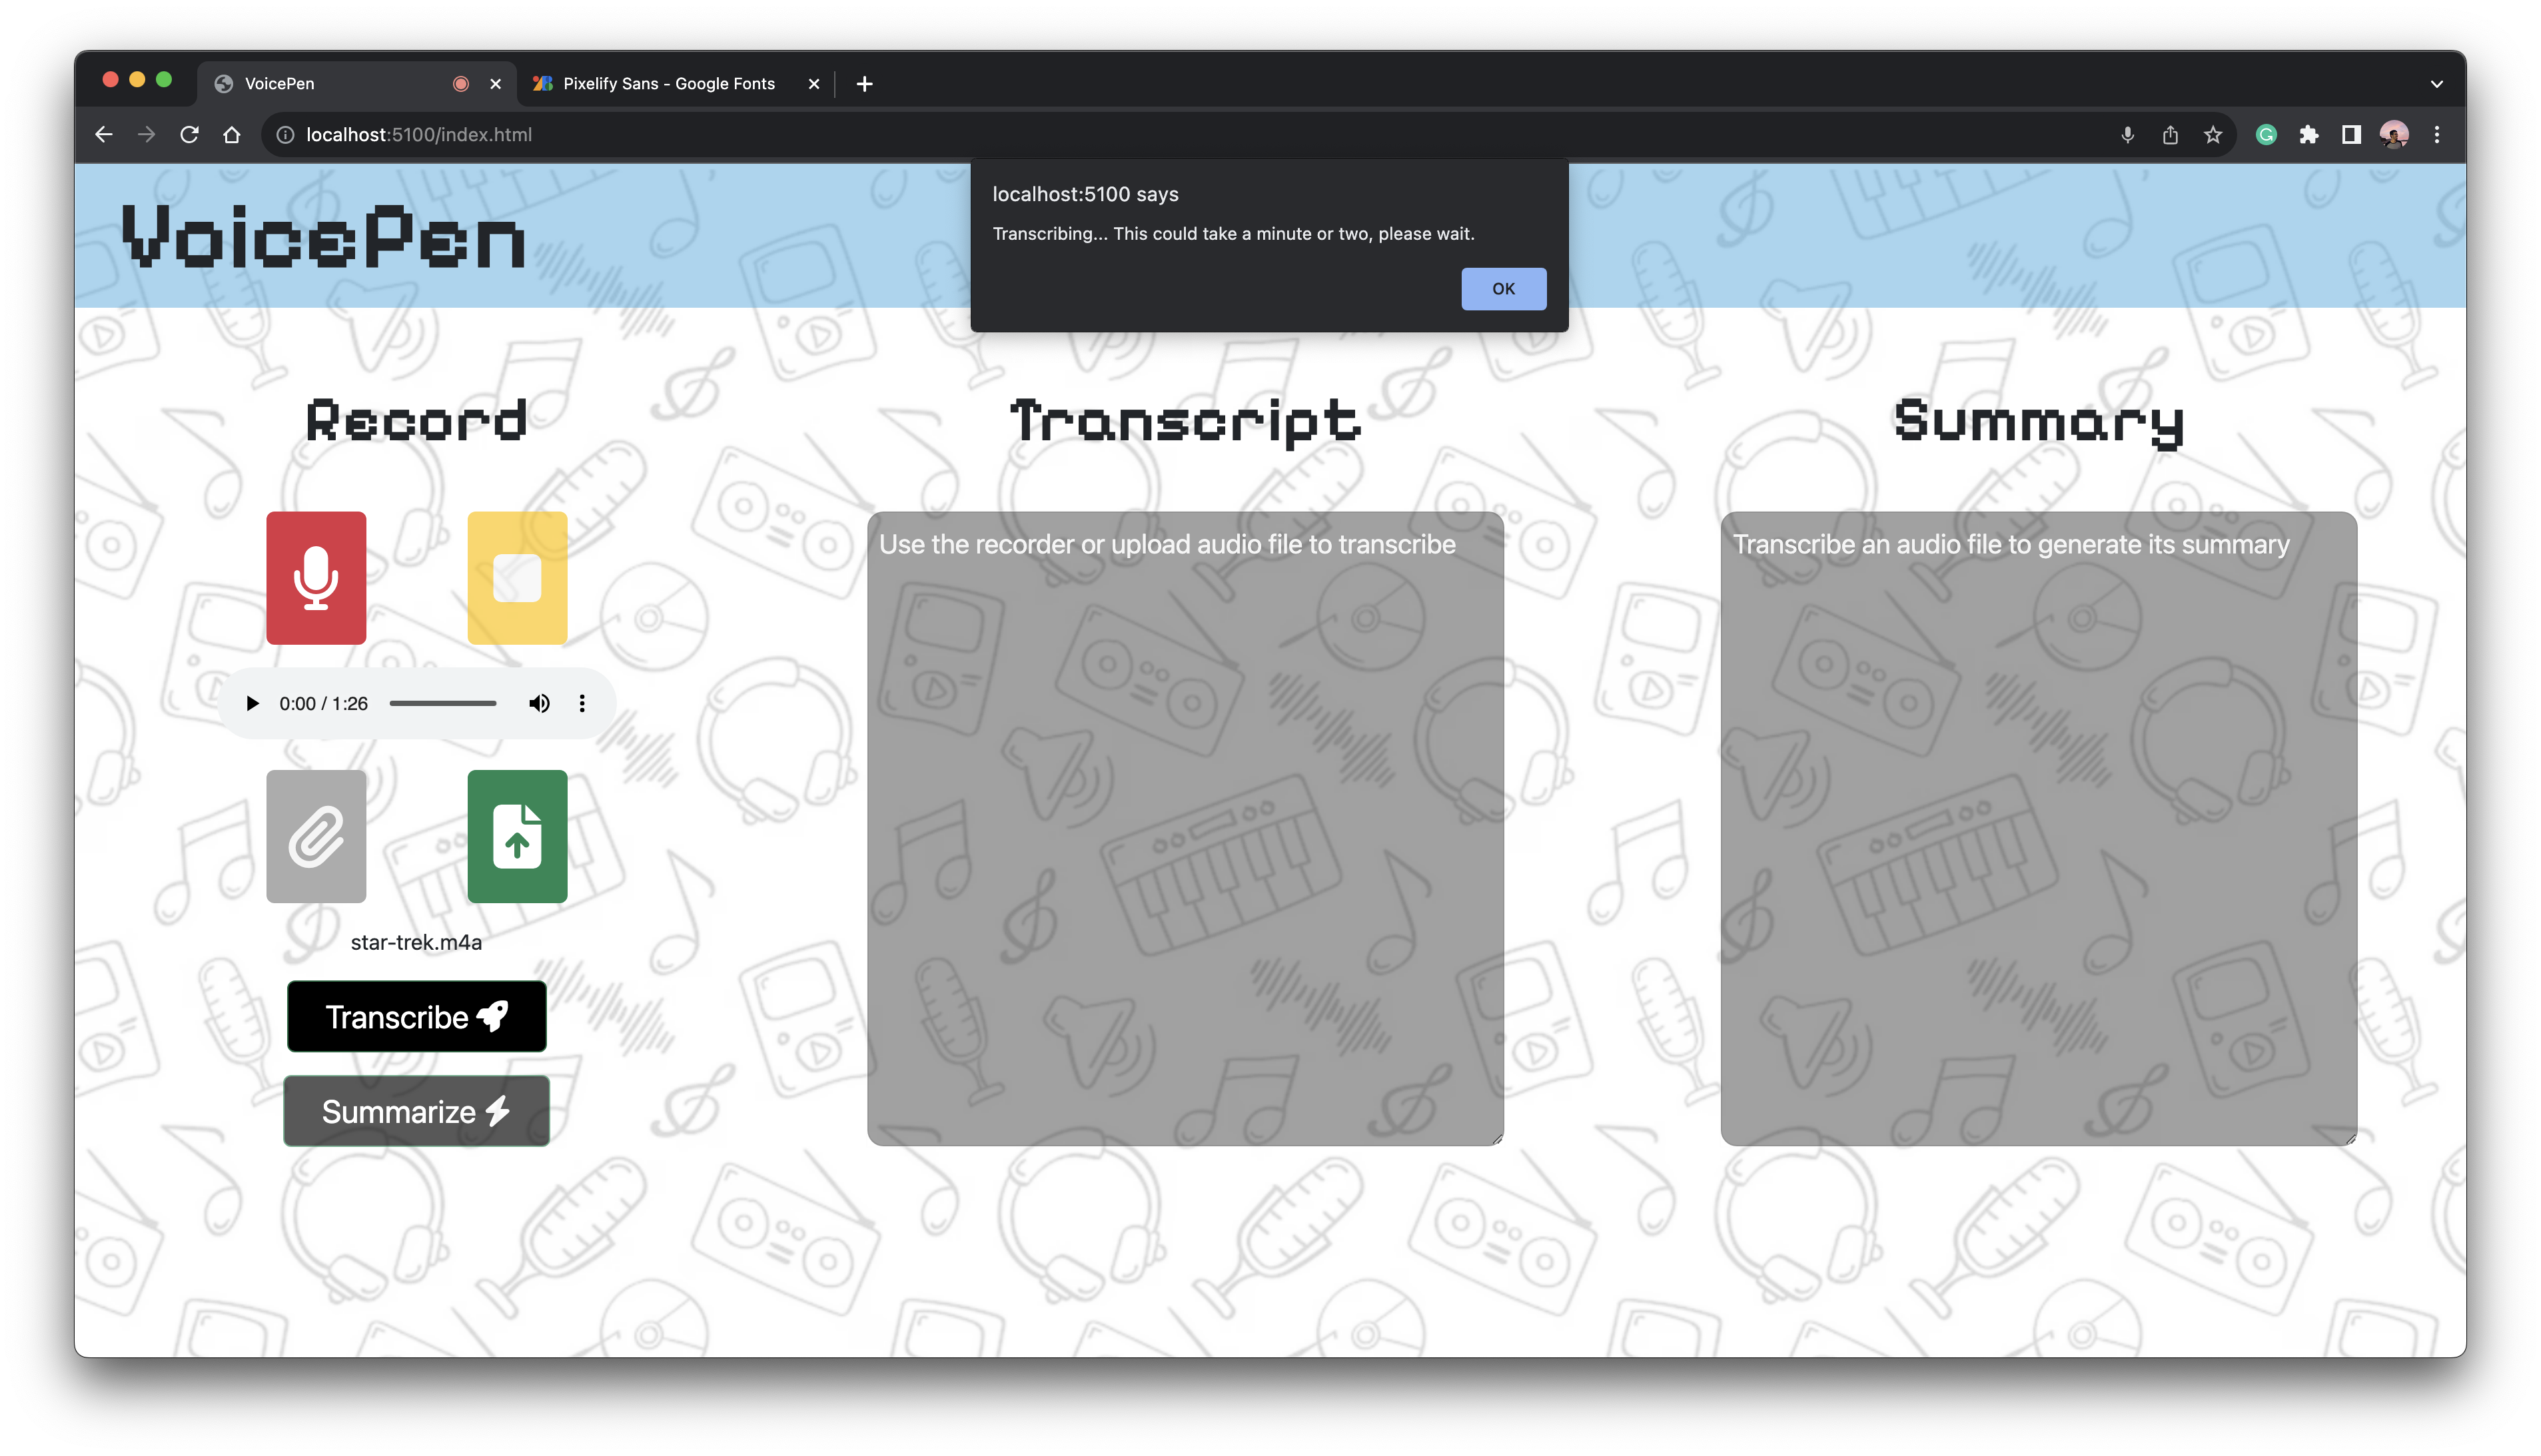 VoicePen
Pixelify Sans - Google Fonts
localhost:5100/index.html
localhost:5100 says
Transcribing... This could take a minute or two, please wait.
OK
VoicePen
Record
Transcript
Summary
Use the recorder or upload audio file to transcribe
Transcribe an audio file to generate its summary
0:00 / 1:26
star-trek.m4a
Transcribe
Summarize